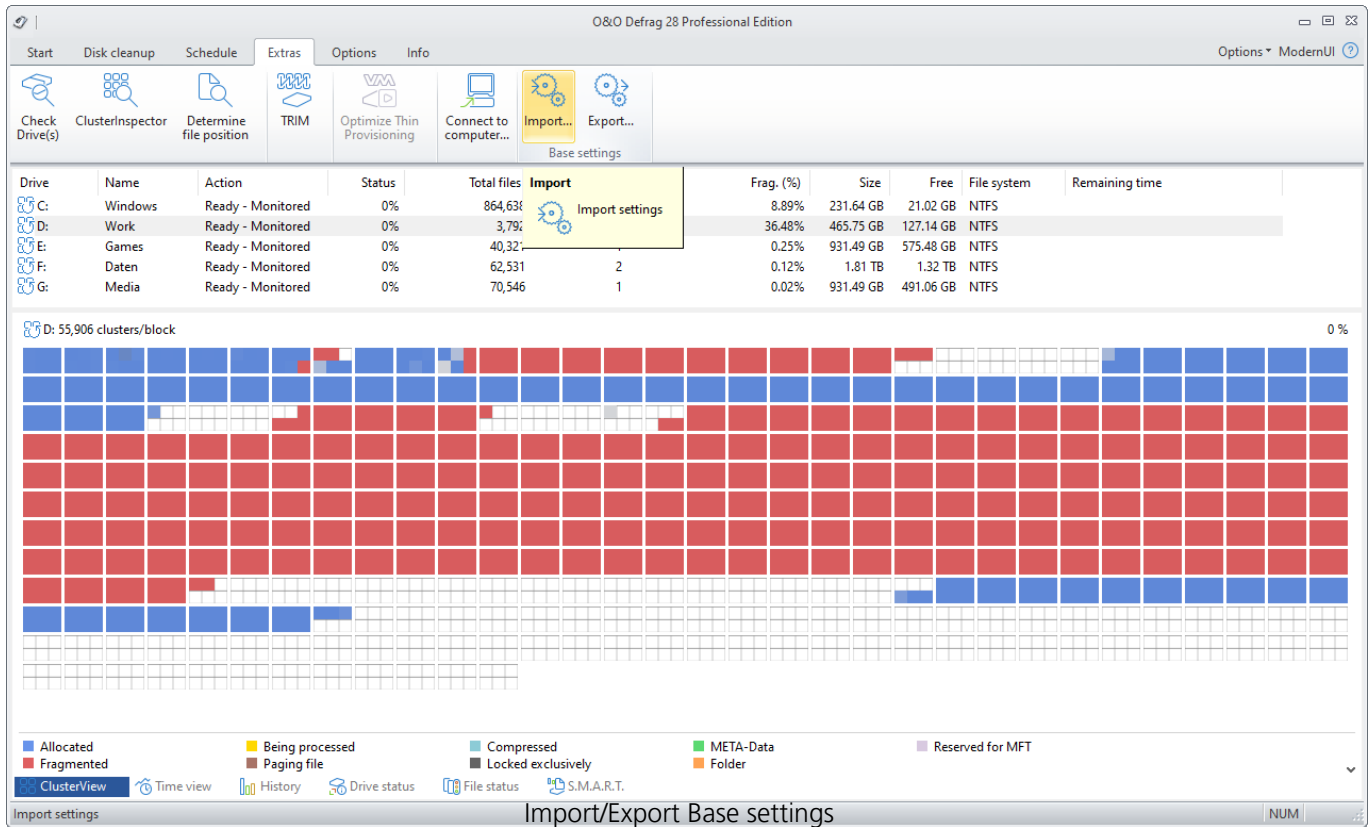 O&O Defrag 28 Professional Edition
Start Disk cleanup Schedule Extras Options Info Options ModernUI ?
Check Drive(s)
ClusterInspector
Determine file position
TRIM
VM
Optimize Thin Provisioning
Connect to computer...
Import...
Export...
Base settings
Drive Name Action Status Total files Frag. (%) Size Free File system Remaining time
C: Windows Ready - Monitored 0% 864,638 8.89% 231.64 GB 21.02 GB NTFS
D: Work Ready - Monitored 0% 3,792 36.48% 465.75 GB 127.14 GB NTFS
E: Games Ready - Monitored 0% 0.25% 931.49 GB 575.48 GB NTFS
F: Daten Ready - Monitored 0% 62,531 2 0.12% 1.81 TB 1.32 TB NTFS
G: Media Ready - Monitored 0% 70,546 1 0.02% 931.49 GB 491.06 GB NTFS
Import
Import settings
D: 55,906 clusters/block 0 %
Allocated Being processed Compressed META-Data Reserved for MFT
Fragmented Paging file Locked exclusively Folder
ClusterView Time view History Drive status File status S.M.A.R.T.
Import settings NUM
Import/Export Base settings